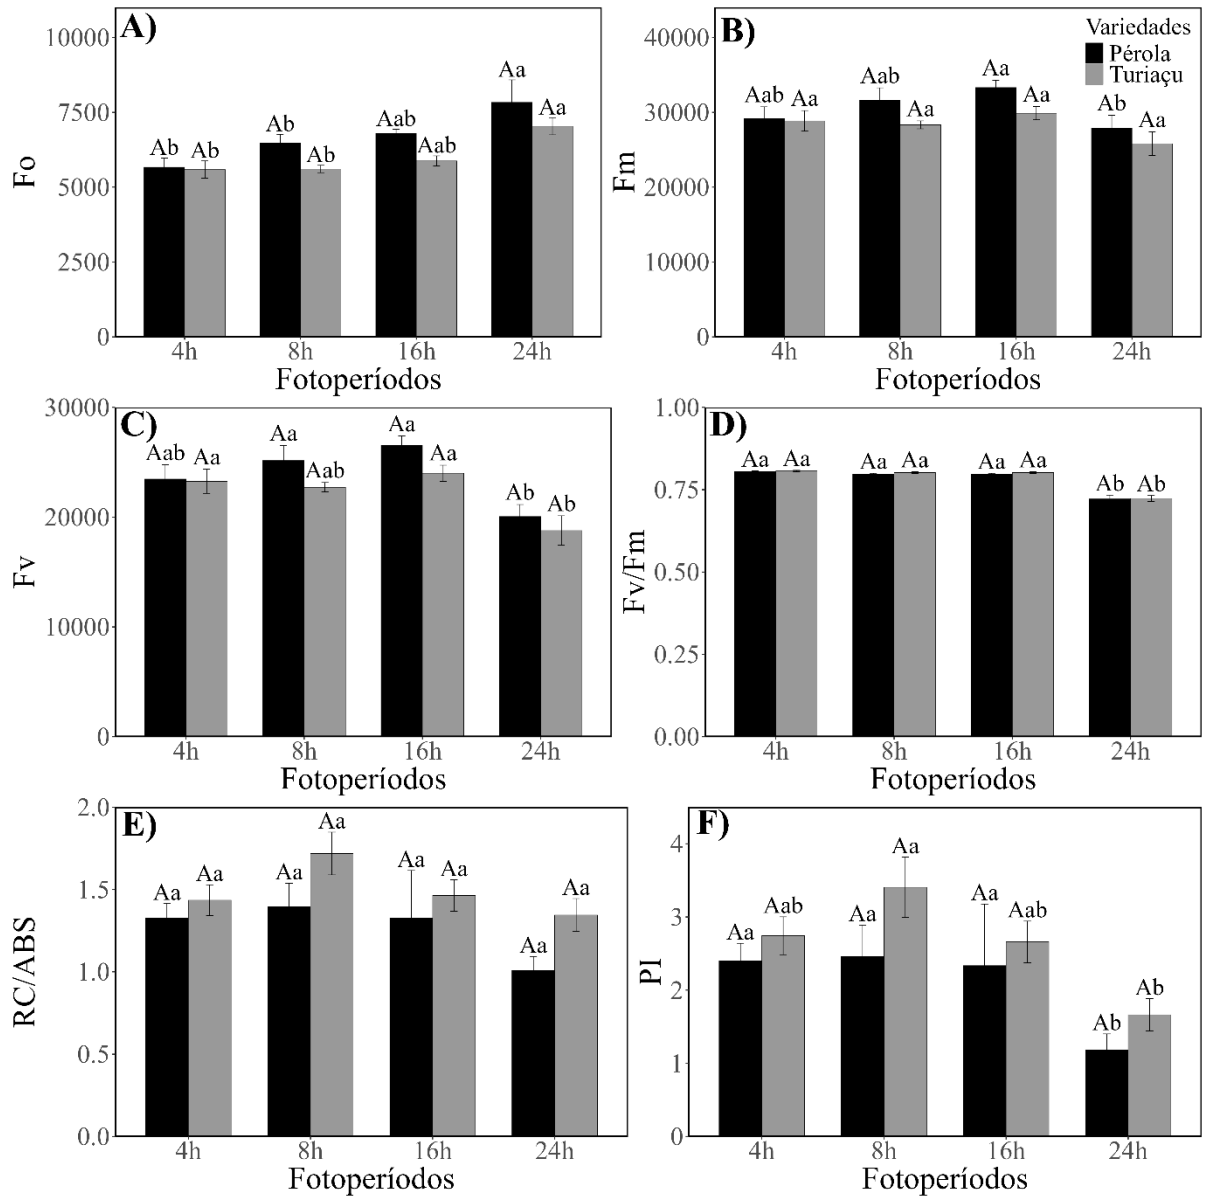 A)
Fo
10000
7500
5000
2500
0
Ab Ab
Ab Ab
Aab Aab
Aa Aa
4h 8h 16h 24h
Fotoperíodos
B)
Variedades
Pérola
Turiaçu
Fm
40000
30000
20000
10000
0
Aab Aa
Aab Aa
Aa Aa
Ab Aa
4h 8h 16h 24h
Fotoperíodos
C)
Fv
30000
20000
10000
0
Aab Aa
Aa Aab
Aa Aa
Ab Ab
4h 8h 16h 24h
Fotoperíodos
D)
Fv/Fm
1.00
0.75
0.50
0.25
0.00
Aa Aa
Aa Aa
Aa Aa
Ab Ab
4h 8h 16h 24h
Fotoperíodos
E)
RC/ABS
2.0
1.5
1.0
0.5
0.0
Aa Aa
Aa Aa
Aa Aa
Aa Aa
4h 8h 16h 24h
Fotoperíodos
F)
PI
4
3
2
1
0
Aa Aab
Aa Aa
Aa Aab
Ab Ab
4h 8h 16h 24h
Fotoperíodos